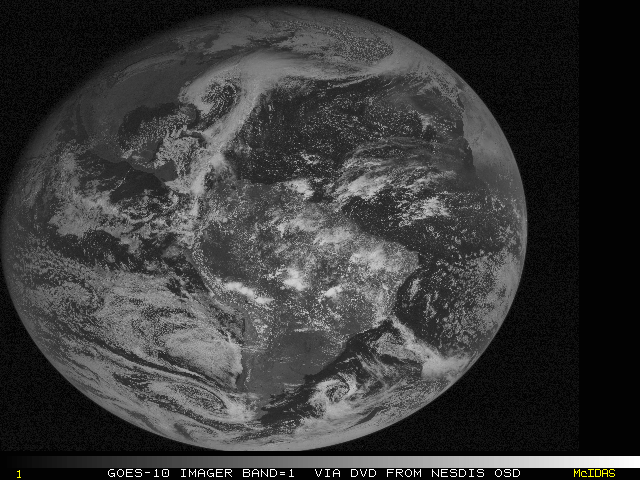 1 GOES-10 IMAGER BAND=1 VIA DVD FROM NESDIS OSD McIDAS